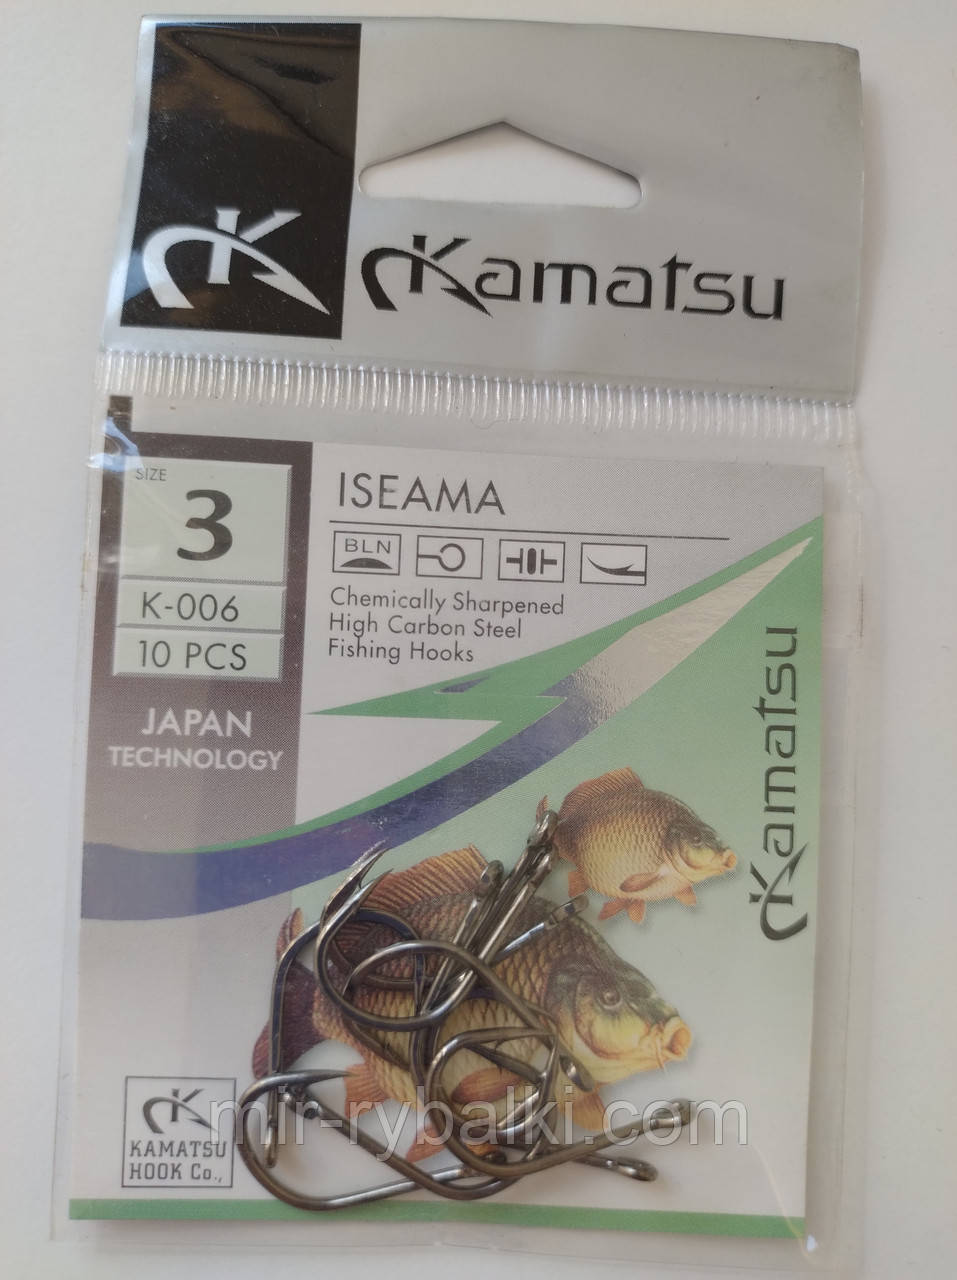 Kamatsu
SIZE
3
K-006
10 PCS
JAPAN
TECHNOLOGY
ISEAMA
BLN
Chemically Sharpened
High Carbon Steel
Fishing Hooks
Kamatsu
KAMATSU
HOOK Co.,
mir-rybalki.com